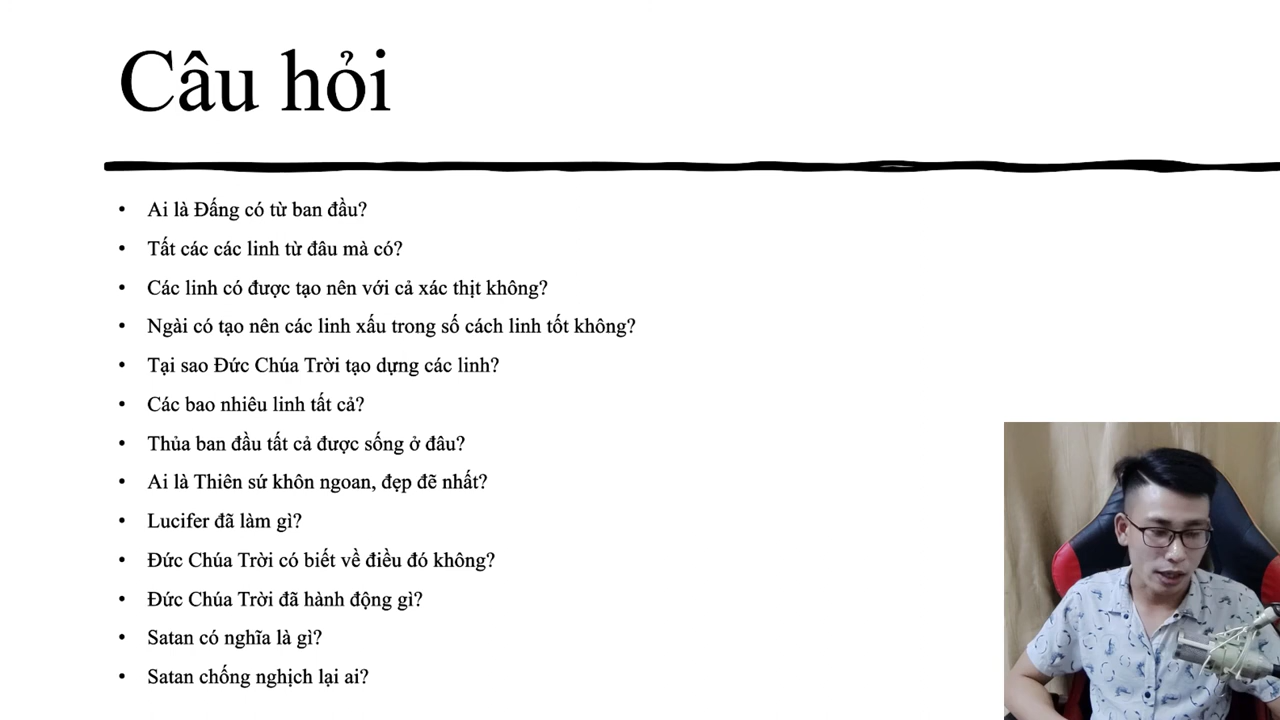 Câu hỏi
• Ai là Đấng có từ ban đầu?
• Tất các các linh từ đâu mà có?
• Các linh có được tạo nên với cả xác thịt không?
• Ngài có tạo nên các linh xấu trong số cách linh tốt không?
• Tại sao Đức Chúa Trời tạo dựng các linh?
• Các bao nhiêu linh tất cả?
• Thủa ban đầu tất cả được sống ở đâu?
• Ai là Thiên sứ khôn ngoan, đẹp đẽ nhất?
• Lucifer đã làm gì?
• Đức Chúa Trời có biết về điều đó không?
• Đức Chúa Trời đã hành động gì?
• Satan có nghĩa là gì?
• Satan chống nghịch lại ai?